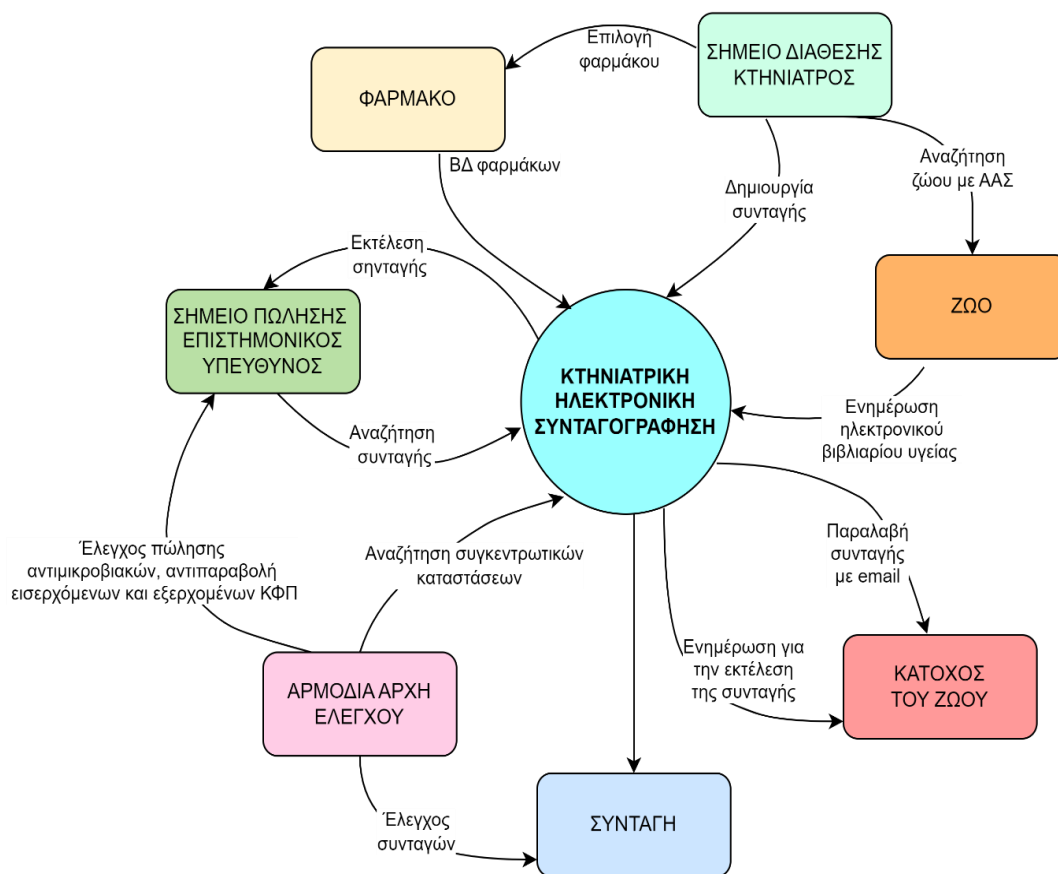 Επιλογή
φαρμάκου
ΣΗΜΕΙΟ ΔΙΑΘΕΣΗΣ
ΚΤΗΝΙΑΤΡΟΣ
ΦΑΡΜΑΚΟ
ΒΔ φαρμάκων
Αναζήτηση
ζώου με ΑΑΣ
Δημιουργία
συνταγής
Εκτέλεση
σηνταγής
ΣΗΜΕΙΟ ΠΩΛΗΣΗΣ
ΕΠΙΣΤΗΜΟΝΙΚΟΣ
ΥΠΕΥΘΥΝΟΣ
ΖΩΟ
ΚΤΗΝΙΑΤΡΙΚΗ
ΗΛΕΚΤΡΟΝΙΚΗ
ΣΥΝΤΑΓΟΓΡΑΦΗΣΗ
Αναζήτηση
συνταγής
Ενημέρωση
ηλεκτρονικού
βιβλιαρίου υγείας
Έλεγχος πώλησης
αντιμικροβιακών, αντιπαραβολή
εισερχόμενων και εξερχομένων ΚΦΠ
Αναζήτηση συγκεντρωτικών
καταστάσεων
Παραλαβή
συνταγής
με email
Ενημέρωση για
την εκτέλεση
της συνταγής
ΚΑΤΟΧΟΣ
ΤΟΥ ΖΩΟΥ
ΑΡΜΟΔΙΑ ΑΡΧΗ
ΕΛΕΓΧΟΥ
Έλεγχος
συνταγών
ΣΥΝΤΑΓΗ